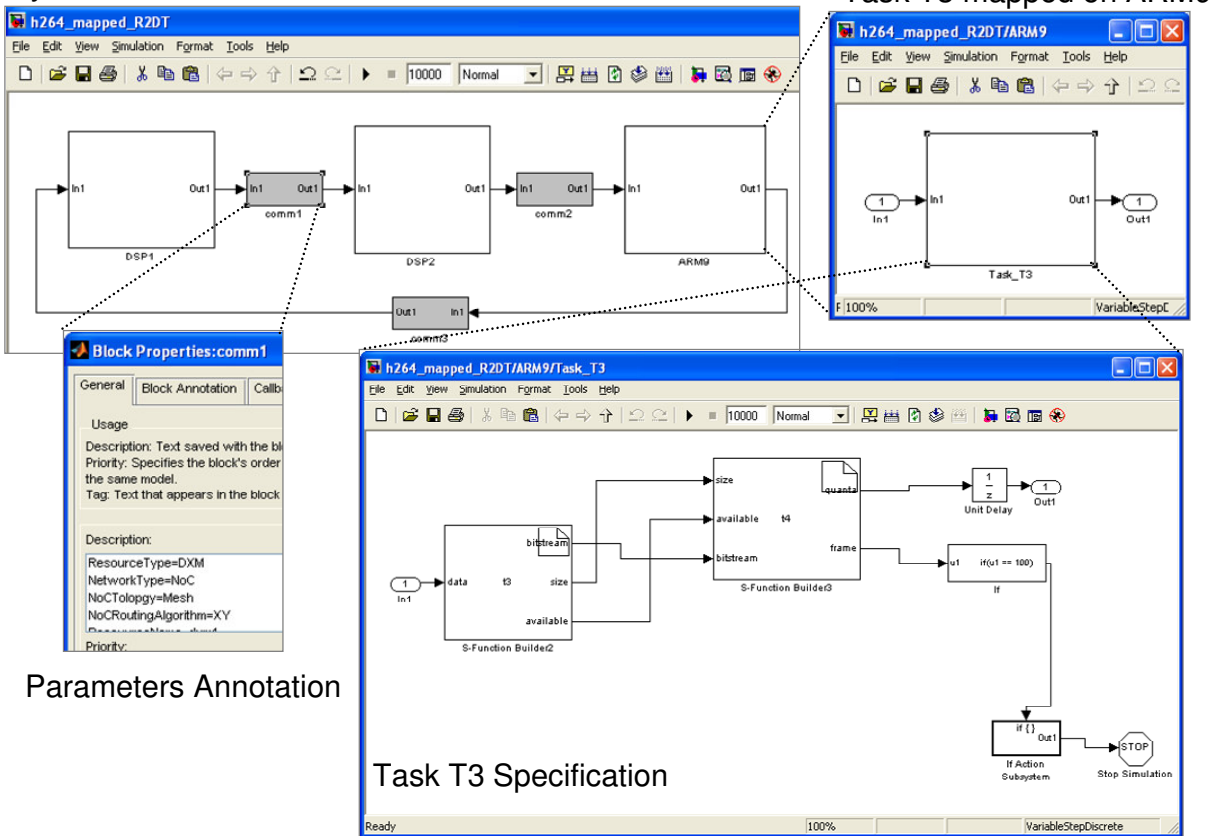 Task T3 mapped on ARM9
h264_mapped_R2DT
File Edit View Simulation Format Tools Help
10000 Normal
In1 Out1
DSP1
In1 Out1
comm1
In1 Out1
DSP2
In1 Out1
comm2
In1 Out1
ARM9
Out1 In1
comm3
h264_mapped_R2DT/ARM9
File Edit View Simulation Format Tools Help
1
In1
In1 Out1
Task_T3
1
Out1
F 100% VariableStepD
Block Properties:comm1
General Block Annotation Callba
Usage
Description: Text saved with the blo
Priority: Specifies the block's order
the same model.
Tag: Text that appears in the block
Description:
ResourceType=DXM
NetworkType=NoC
NoCTolopgy=Mesh
NoCRoutingAlgorithm=XY
Priority:
Parameters Annotation
h264_mapped_R2DT/ARM9/Task_T3
File Edit View Simulation Format Tools Help
10000 Normal
1
In1
data t3 bitstream
size
available
S-Function Builder2
size quanta
available t4
bitstream frame
S-Function Builder3
1
z
Unit Delay
1
Out1
u1 if(u1 == 100)
If
if { }
Out1
If Action
Subsystem
STOP
Stop Simulation
Task T3 Specification
Ready 100% VariableStepDiscrete